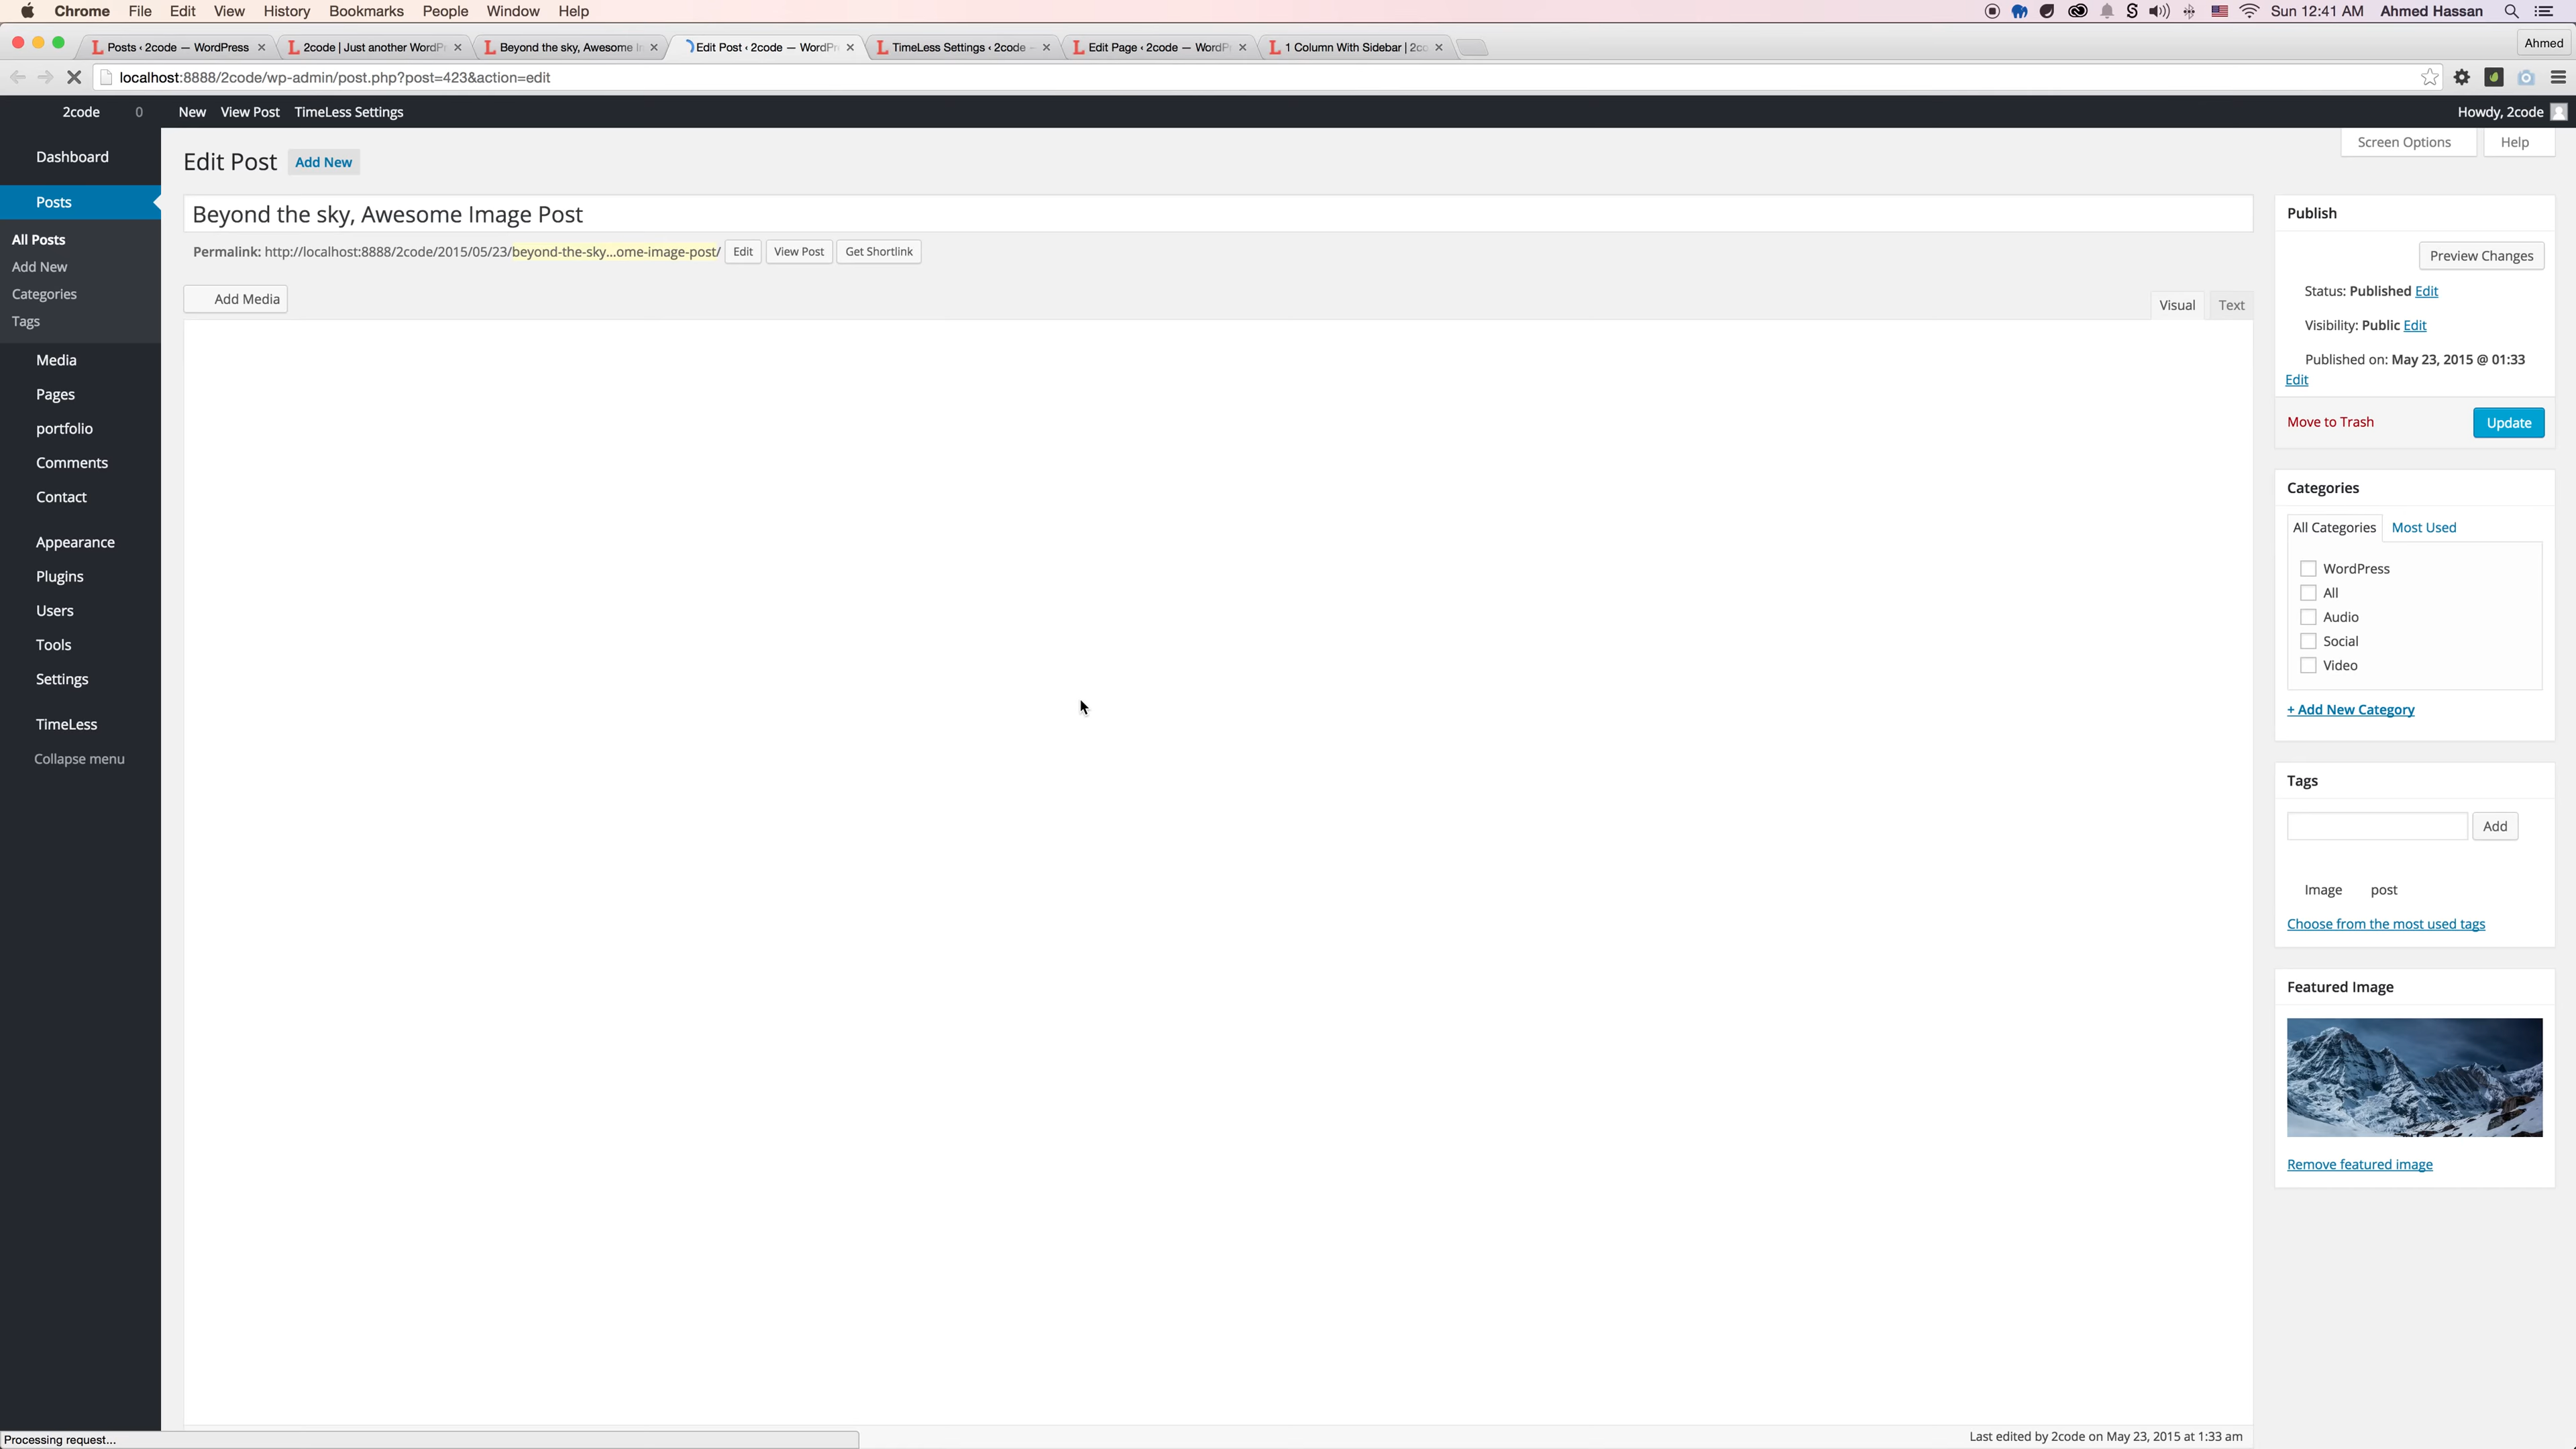 Chrome File Edit View History Bookmarks People Window Help Sun 12:41 AM Ahmed Hassan
Posts ‹ 2code — WordPress 2code | Just another WordPr Beyond the sky, Awesome I Edit Post ‹ 2code — WordPr TimeLess Settings ‹ 2code Edit Page ‹ 2code — WordPr 1 Column With Sidebar | 2co Ahmed
localhost:8888/2code/wp-admin/post.php?post=423&action=edit
2code 0 New View Post TimeLess Settings Howdy, 2code
Screen Options Help
Dashboard
Posts
All Posts
Add New
Categories
Tags
Media
Pages
portfolio
Comments
Contact
Appearance
Plugins
Users
Tools
Settings
TimeLess
Collapse menu
Edit Post Add New
Beyond the sky, Awesome Image Post
Permalink: http://localhost:8888/2code/2015/05/23/beyond-the-sky...ome-image-post/ Edit View Post Get Shortlink
Add Media
Visual Text
Publish
Preview Changes
Status: Published Edit
Visibility: Public Edit
Published on: May 23, 2015 @ 01:33
Edit
Move to Trash Update
Categories
All Categories Most Used
WordPress
All
Audio
Social
Video
+ Add New Category
Tags
Add
Image post
Choose from the most used tags
Featured Image
Remove featured image
Last edited by 2code on May 23, 2015 at 1:33 am
Processing request...